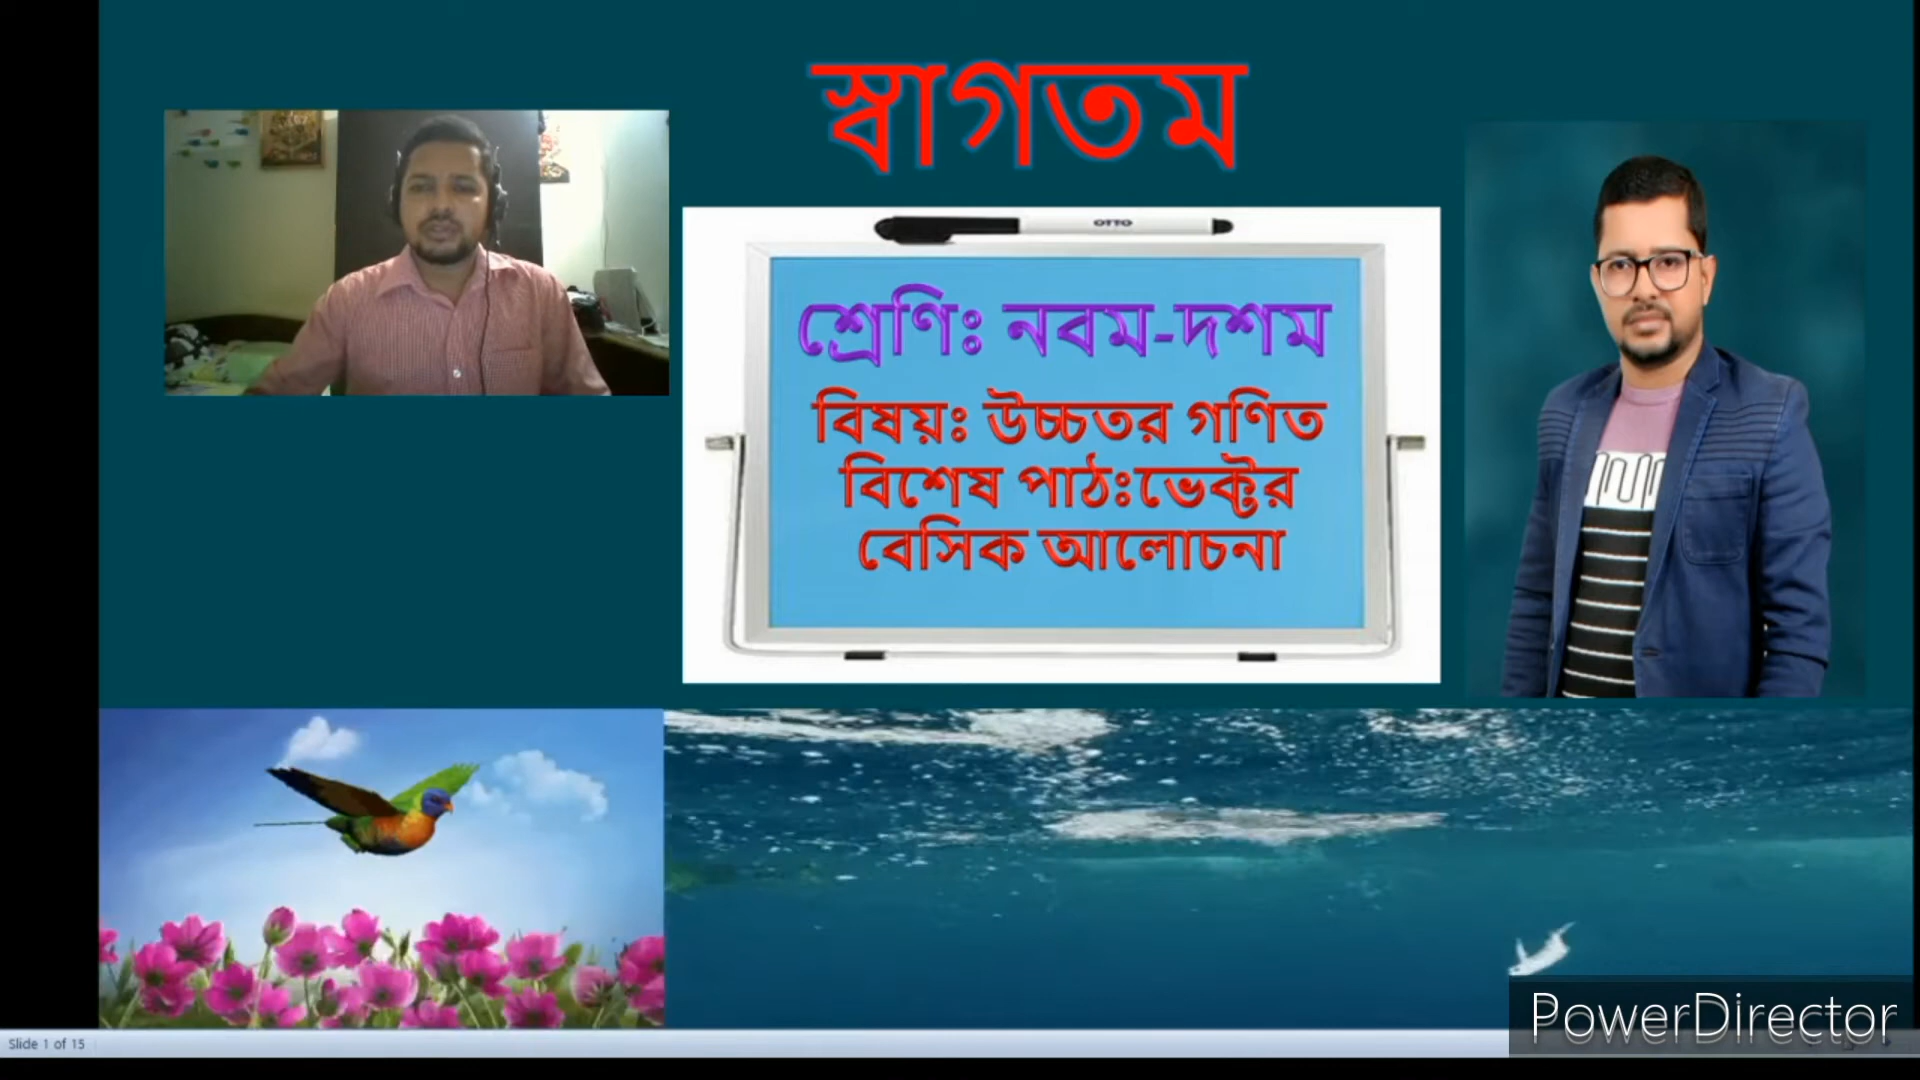 স্বাগতম
OTTO
শ্রেণিঃ নবম-দশম
বিষয়ঃ উচ্চতর গণিত
বিশেষ পাঠঃভেক্টর
বেসিক আলোচনা
Slide 1 of 15
PowerDirector